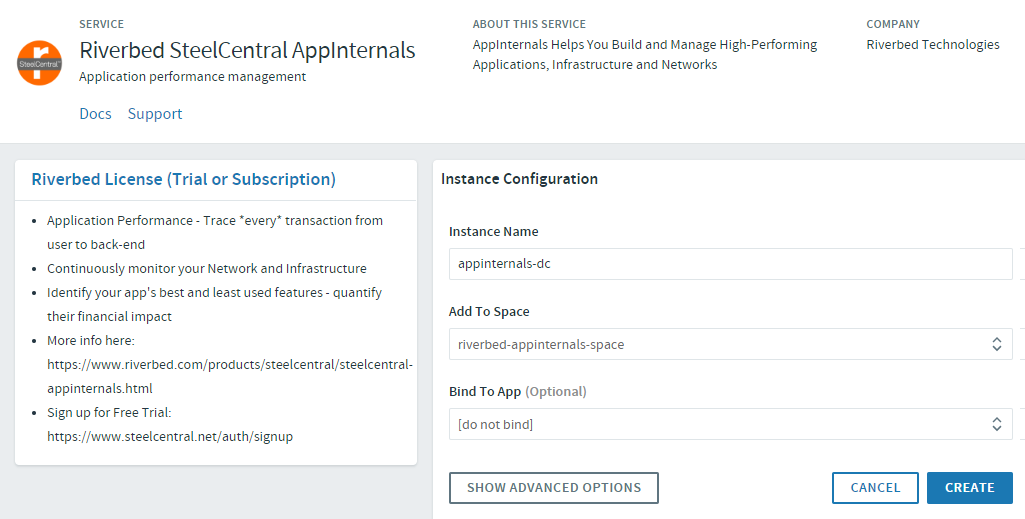 SERVICE
Riverbed SteelCentral AppInternals
Application performance management
Docs Support
ABOUT THIS SERVICE
AppInternals Helps You Build and Manage High-Performing
Applications, Infrastructure and Networks
COMPANY
Riverbed Technologies
r
SteelCentral™
Riverbed License (Trial or Subscription)
• Application Performance - Trace *every* transaction from
user to back-end
• Continuously monitor your Network and Infrastructure
• Identify your app's best and least used features - quantify
their financial impact
• More info here:
https://www.riverbed.com/products/steelcentral/steelcentral-
appinternals.html
• Sign up for Free Trial:
https://www.steelcentral.net/auth/signup
Instance Configuration
Instance Name
appinternals-dc
Add To Space
riverbed-appinternals-space
Bind To App (Optional)
[do not bind]
SHOW ADVANCED OPTIONS
CANCEL
CREATE